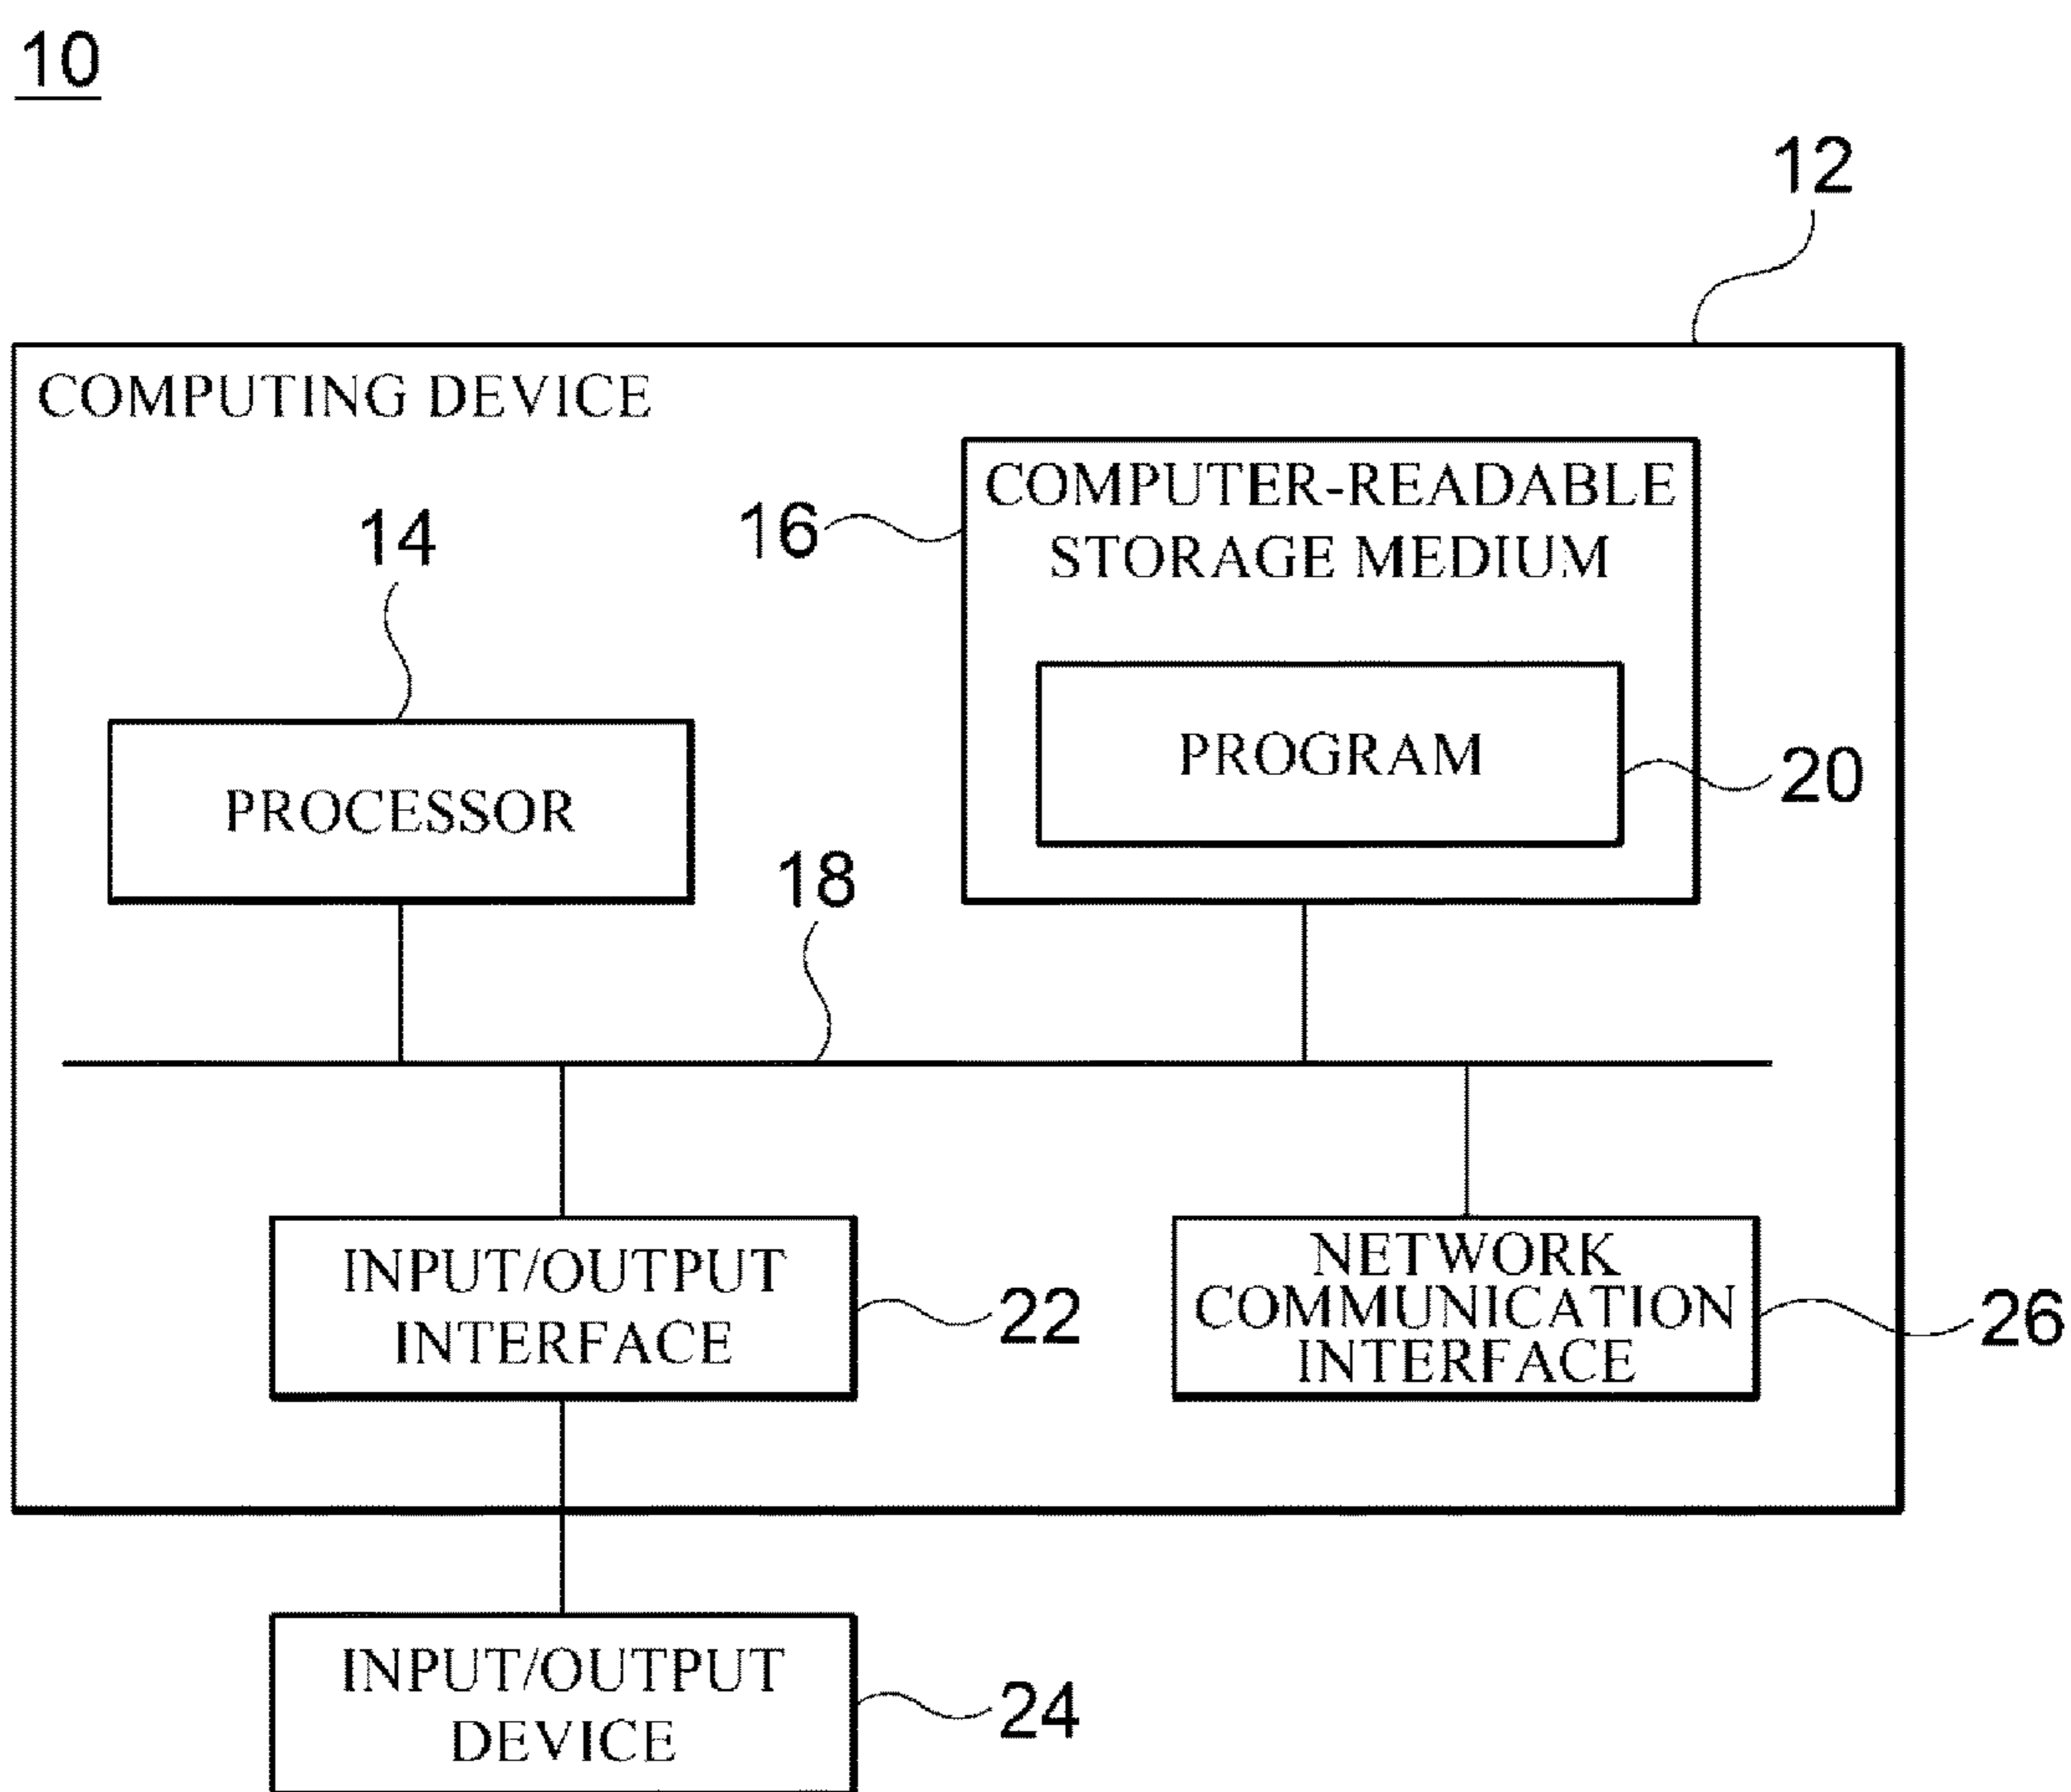 10
12
COMPUTING DEVICE
COMPUTER-READABLE
STORAGE MEDIUM
16
14
PROGRAM
20
PROCESSOR
18
INPUT/OUTPUT
INTERFACE
22
NETWORK
COMMUNICATION
INTERFACE
26
INPUT/OUTPUT
DEVICE
24